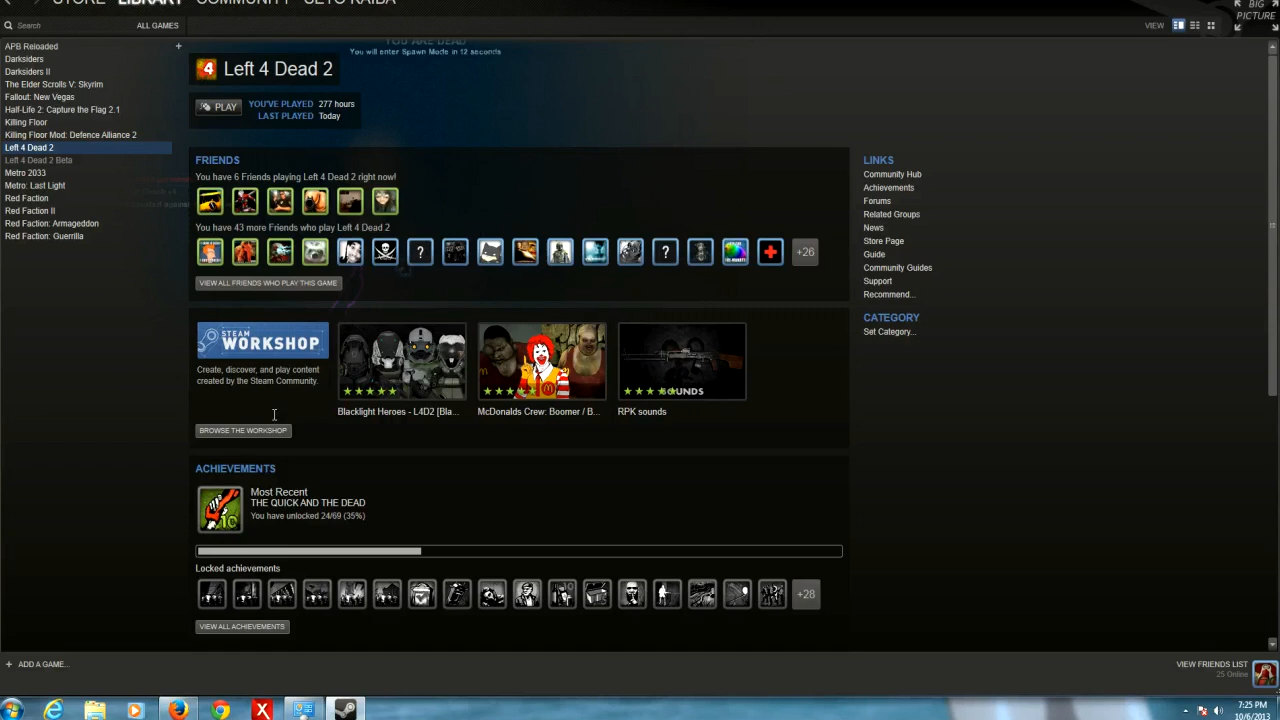 STORE LIBRARY COMMUNITY SETO KAIBA
BIG
PICTURE
Search ALL GAMES VIEW
APB Reloaded +
Darksiders
Darksiders II
The Elder Scrolls V: Skyrim
Fallout: New Vegas
Half-Life 2: Capture the Flag 2.1
Killing Floor
Killing Floor Mod: Defence Alliance 2
Left 4 Dead 2
Left 4 Dead 2 Beta
Metro 2033
Metro: Last Light
Red Faction
Red Faction II
Red Faction: Armageddon
Red Faction: Guerrilla
YOU ARE DEAD
You will enter Spawn Mode in 12 seconds
4 Left 4 Dead 2
PLAY YOU'VE PLAYED 277 hours
LAST PLAYED Today
FRIENDS
You have 6 Friends playing Left 4 Dead 2 right now!
You have 43 more Friends who play Left 4 Dead 2
? ? +26
VIEW ALL FRIENDS WHO PLAY THIS GAME
STEAM
WORKSHOP
Create, discover, and play content
created by the Steam Community.
BROWSE THE WORKSHOP
Blacklight Heroes - L4D2 [Bla...
McDonalds Crew: Boomer / B...
SOUNDS
RPK sounds
ACHIEVEMENTS
10
Most Recent
THE QUICK AND THE DEAD
You have unlocked 24/69 (35%)
Locked achievements
+28
VIEW ALL ACHIEVEMENTS
LINKS
Community Hub
Achievements
Forums
Related Groups
News
Store Page
Guide
Community Guides
Support
Recommend...
CATEGORY
Set Category...
+ ADD A GAME...
VIEW FRIENDS LIST
25 Online
7:25 PM
10/6/2013